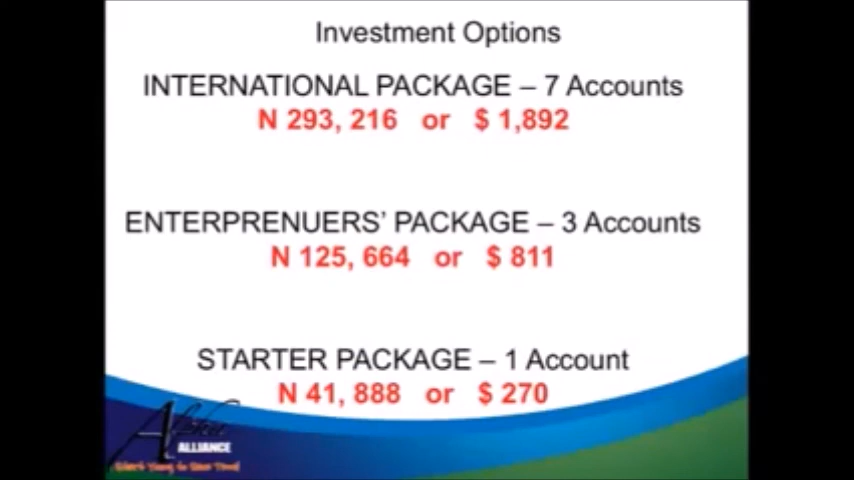 Investment Options
INTERNATIONAL PACKAGE – 7 Accounts
N 293, 216 or $ 1,892
ENTERPRENUERS’ PACKAGE – 3 Accounts
N 125, 664 or $ 811
STARTER PACKAGE – 1 Account
N 41, 888 or $ 270
ALLIANCE